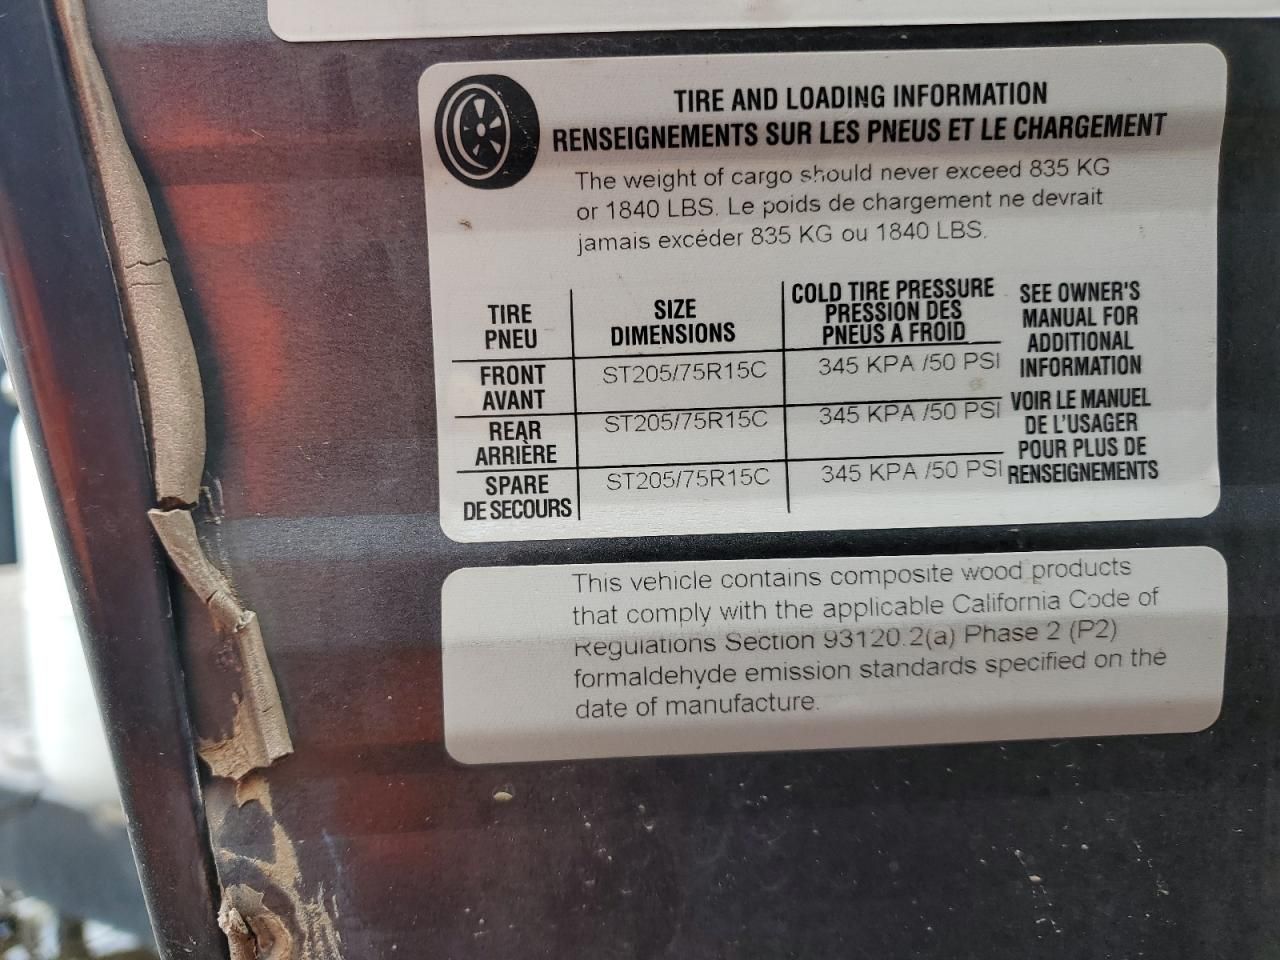 TIRE AND LOADING INFORMATION
RENSEIGNEMENTS SUR LES PNEUS ET LE CHARGEMENT
The weight of cargo should never exceed 835 KG
or 1840 LBS. Le poids de chargement ne devrait
jamais excéder 835 KG ou 1840 LBS.
TIRE
PNEU
SIZE
DIMENSIONS
COLD TIRE PRESSURE
PRESSION DES
PNEUS A FROID
FRONT
AVANT
ST205/75R15C
345 KPA /50 PSI
REAR
ARRIÈRE
ST205/75R15C
345 KPA /50 PSI
SPARE
DE SECOURS
ST205/75R15C
345 KPA /50 PSI
SEE OWNER'S
MANUAL FOR
ADDITIONAL
INFORMATION
VOIR LE MANUEL
DE L'USAGER
POUR PLUS DE
RENSEIGNEMENTS
This vehicle contains composite wood products
that comply with the applicable California Code of
Regulations Section 93120.2(a) Phase 2 (P2)
formaldehyde emission standards specified on the
date of manufacture.